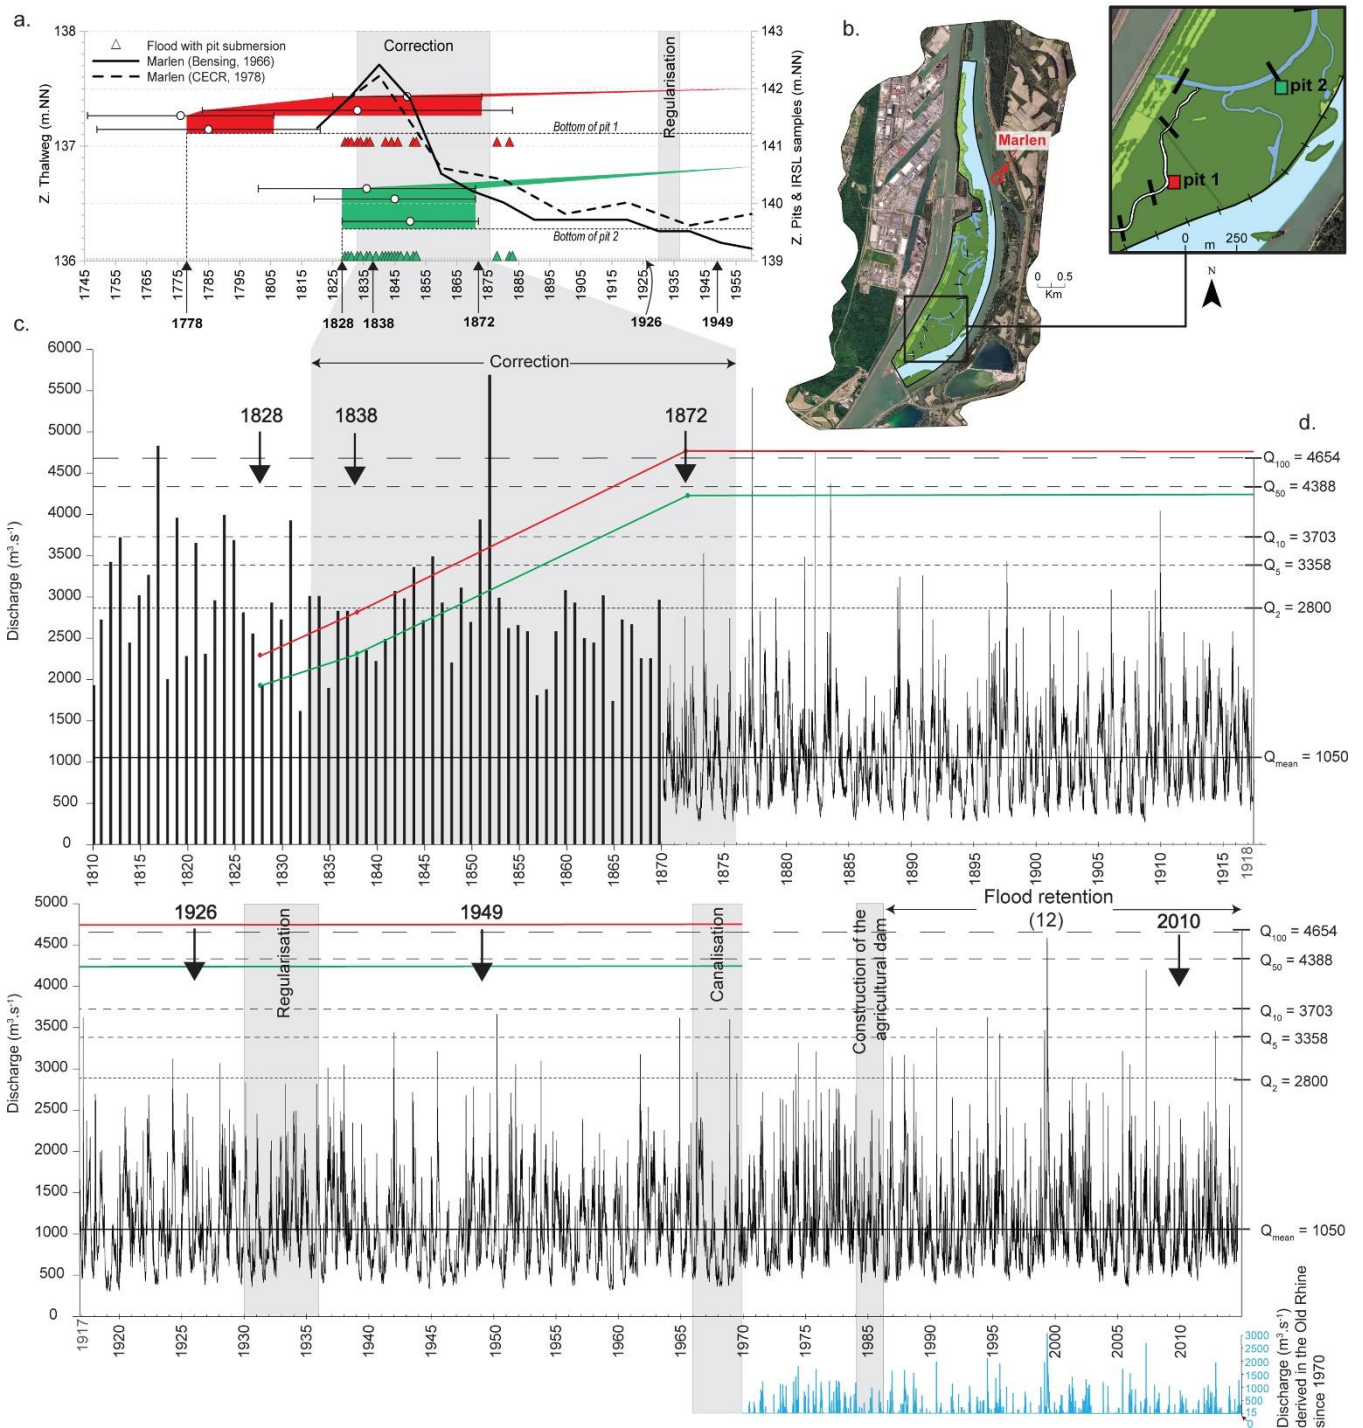 a.
138
137
136
Z. Thalweg (m.NN)
Flood with pit submersion
Marlen (Bensing, 1966)
Marlen (CECR, 1978)
Correction
Regularisation
Bottom of pit 1
Bottom of pit 2
143
142
141
140
139
Z. Pits & IRSL samples (m.NN)
1745
1755
1765
1775
1785
1795
1805
1815
1825
1835
1845
1855
1865
1875
1885
1895
1905
1915
1925
1935
1945
1955
1778
1828
1838
1872
1926
1949
b.
Marlen
0 0.5
Km
N
pit 2
pit 1
0 m 250
c.
6000
5500
5000
4500
4000
3500
3000
2500
2000
1500
1000
500
0
Discharge (m³.s⁻¹)
Correction
1828
1838
1872
d.
Q100 = 4654
Q50 = 4388
Q10 = 3703
Q5 = 3358
Q2 = 2800
Qmean = 1050
1810
1815
1820
1825
1830
1835
1840
1845
1850
1855
1860
1865
1870
1875
1880
1885
1890
1895
1900
1905
1910
1915
1918
5000
4500
4000
3500
3000
2500
2000
1500
1000
500
0
Discharge (m³.s⁻¹)
1926
Regularisation
1949
Canalisation
Construction of the
agricultural dam
Flood retention
(12)
2010
Q100 = 4654
Q50 = 4388
Q10 = 3703
Q5 = 3358
Q2 = 2800
Qmean = 1050
1917
1920
1925
1930
1935
1940
1945
1950
1955
1960
1965
1970
1975
1980
1985
1990
1995
2000
2005
2010
3000
2500
2000
1500
1000
500
15
0
Discharge (m³.s⁻¹)
derived in the Old Rhine
since 1970